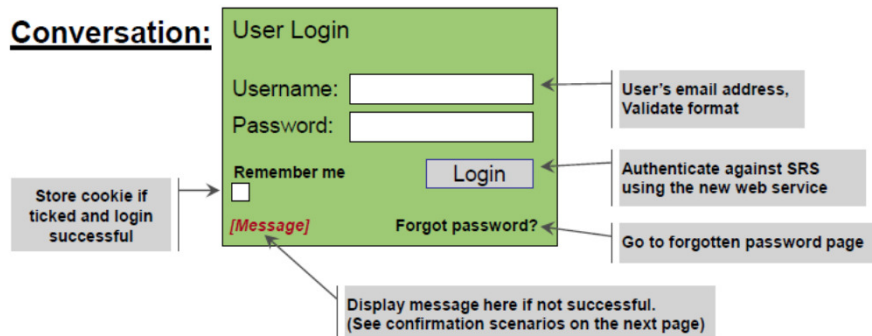 Conversation:
User Login
Username:
User's email address,
Validate format
Password:
Remember me
Login
Authenticate against SRS
using the new web service
Store cookie if
ticked and login
successful
[Message]
Forgot password?
Go to forgotten password page
Display message here if not successful.
(See confirmation scenarios on the next page)